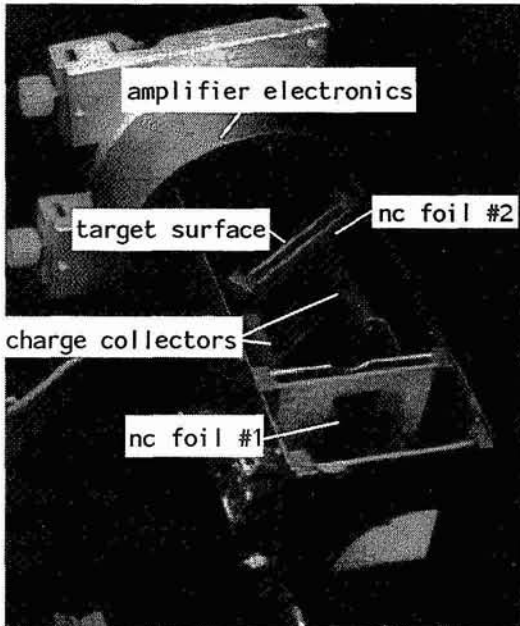 amplifier electronics
nc foil #2
target surface
charge collectors
nc foil #1